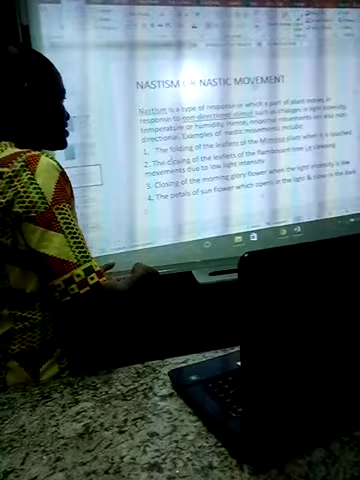 NASTISM OR NASTIC MOVEMENT
Nastism is a type of response in which a part of plant moves in
response to non directional stimuli such as changes in light intensity,
temperature or humidity. Hence, response movements are also non
directional. Examples of nastic movements include:
1. The folding of the leaflets of the Mimosa plant when it is touched
2. The closing of the leaflets of the flamboyant tree i.e sleeping
movements due to low light intensity
3. Closing of the morning glory flower when the light intensity is low
4. The petals of sun flower which opens in the light & close in the dark